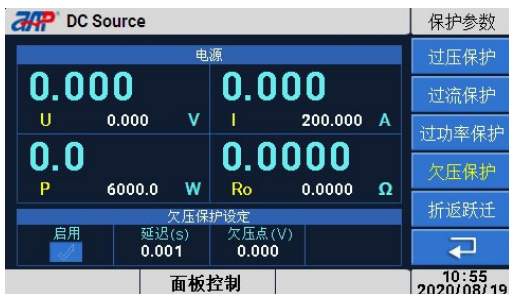 AAP DC Source
保护参数
电源
过压保护
0.000 0.000
U 0.000 V I 200.000 A
过流保护
过功率保护
0.0 0.0000
P 6000.0 W Ro 0.0000 Ω
欠压保护
欠压保护设定
折返跃迁
启用 延迟(s) 欠压点(V)
0.001 0.000
面板控制
10:55
2020/08/19